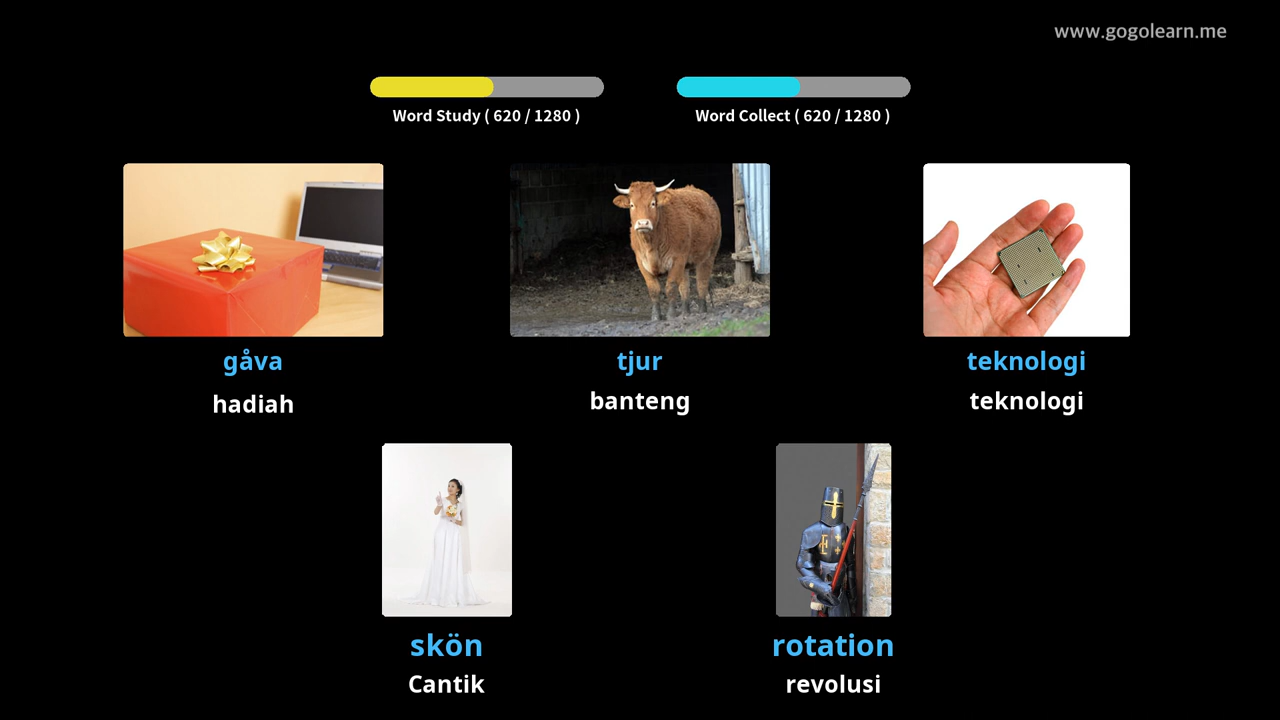 www.gogolearn.me
Word Study ( 620 / 1280 )
Word Collect ( 620 / 1280 )
gåva
tjur
teknologi
hadiah
banteng
teknologi
skön
rotation
Cantik
revolusi